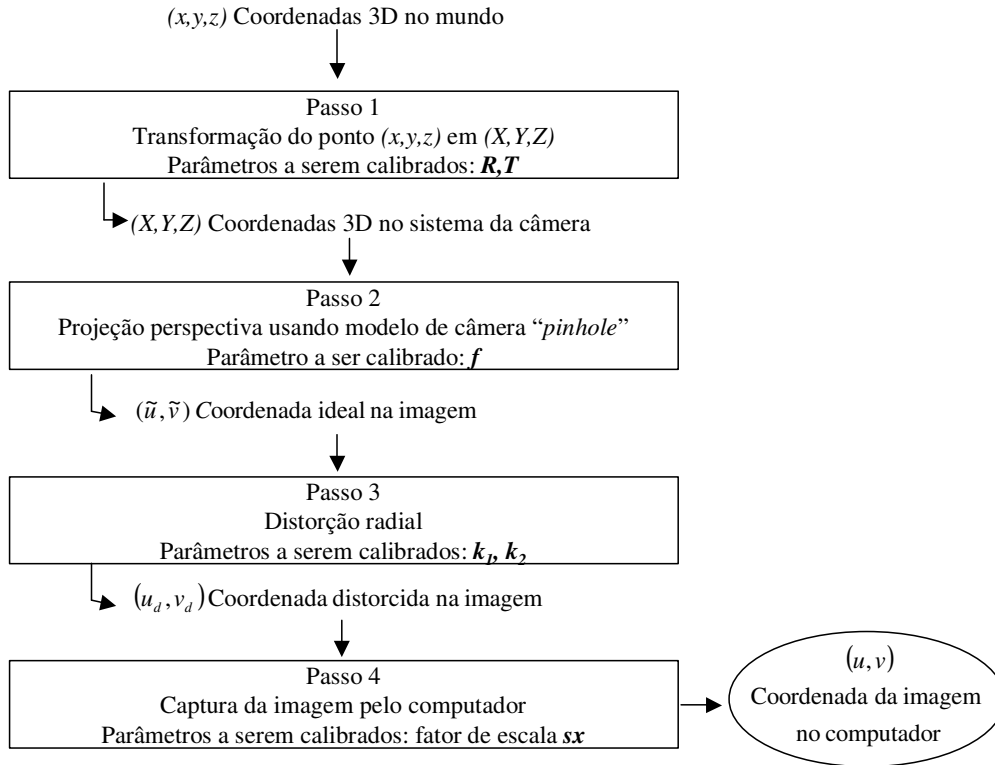 (x,y,z) Coordenadas 3D no mundo
Passo 1
Transformação do ponto (x,y,z) em (X,Y,Z)
Parâmetros a serem calibrados: R,T
(X,Y,Z) Coordenadas 3D no sistema da câmera
Passo 2
Projeção perspectiva usando modelo de câmera “pinhole”
Parâmetro a ser calibrado: f
(ũ, ṽ) Coordenada ideal na imagem
Passo 3
Distorção radial
Parâmetros a serem calibrados: k₁, k₂
(u_d, v_d) Coordenada distorcida na imagem
Passo 4
Captura da imagem pelo computador
Parâmetros a serem calibrados: fator de escala sx
(u, v)
Coordenada da imagem
no computador